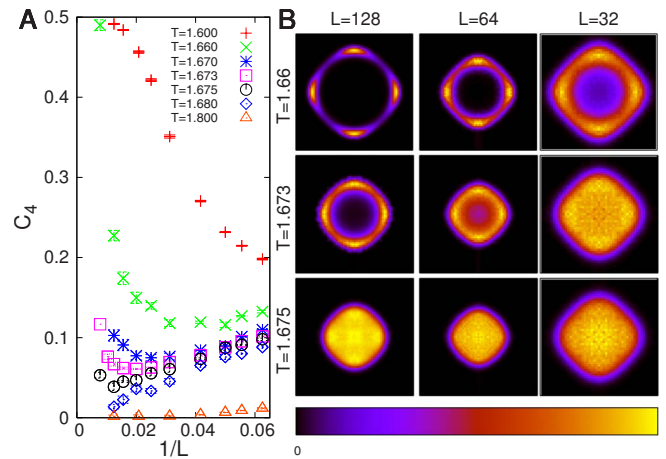 A
B
L=128
L=64
L=32
0.5
0.4
0.3
0.2
0.1
0
C4
T=1.600
T=1.660
T=1.670
T=1.673
T=1.675
T=1.680
T=1.800
0
0.02
0.04
0.06
1/L
T=1.66
T=1.673
T=1.675
0